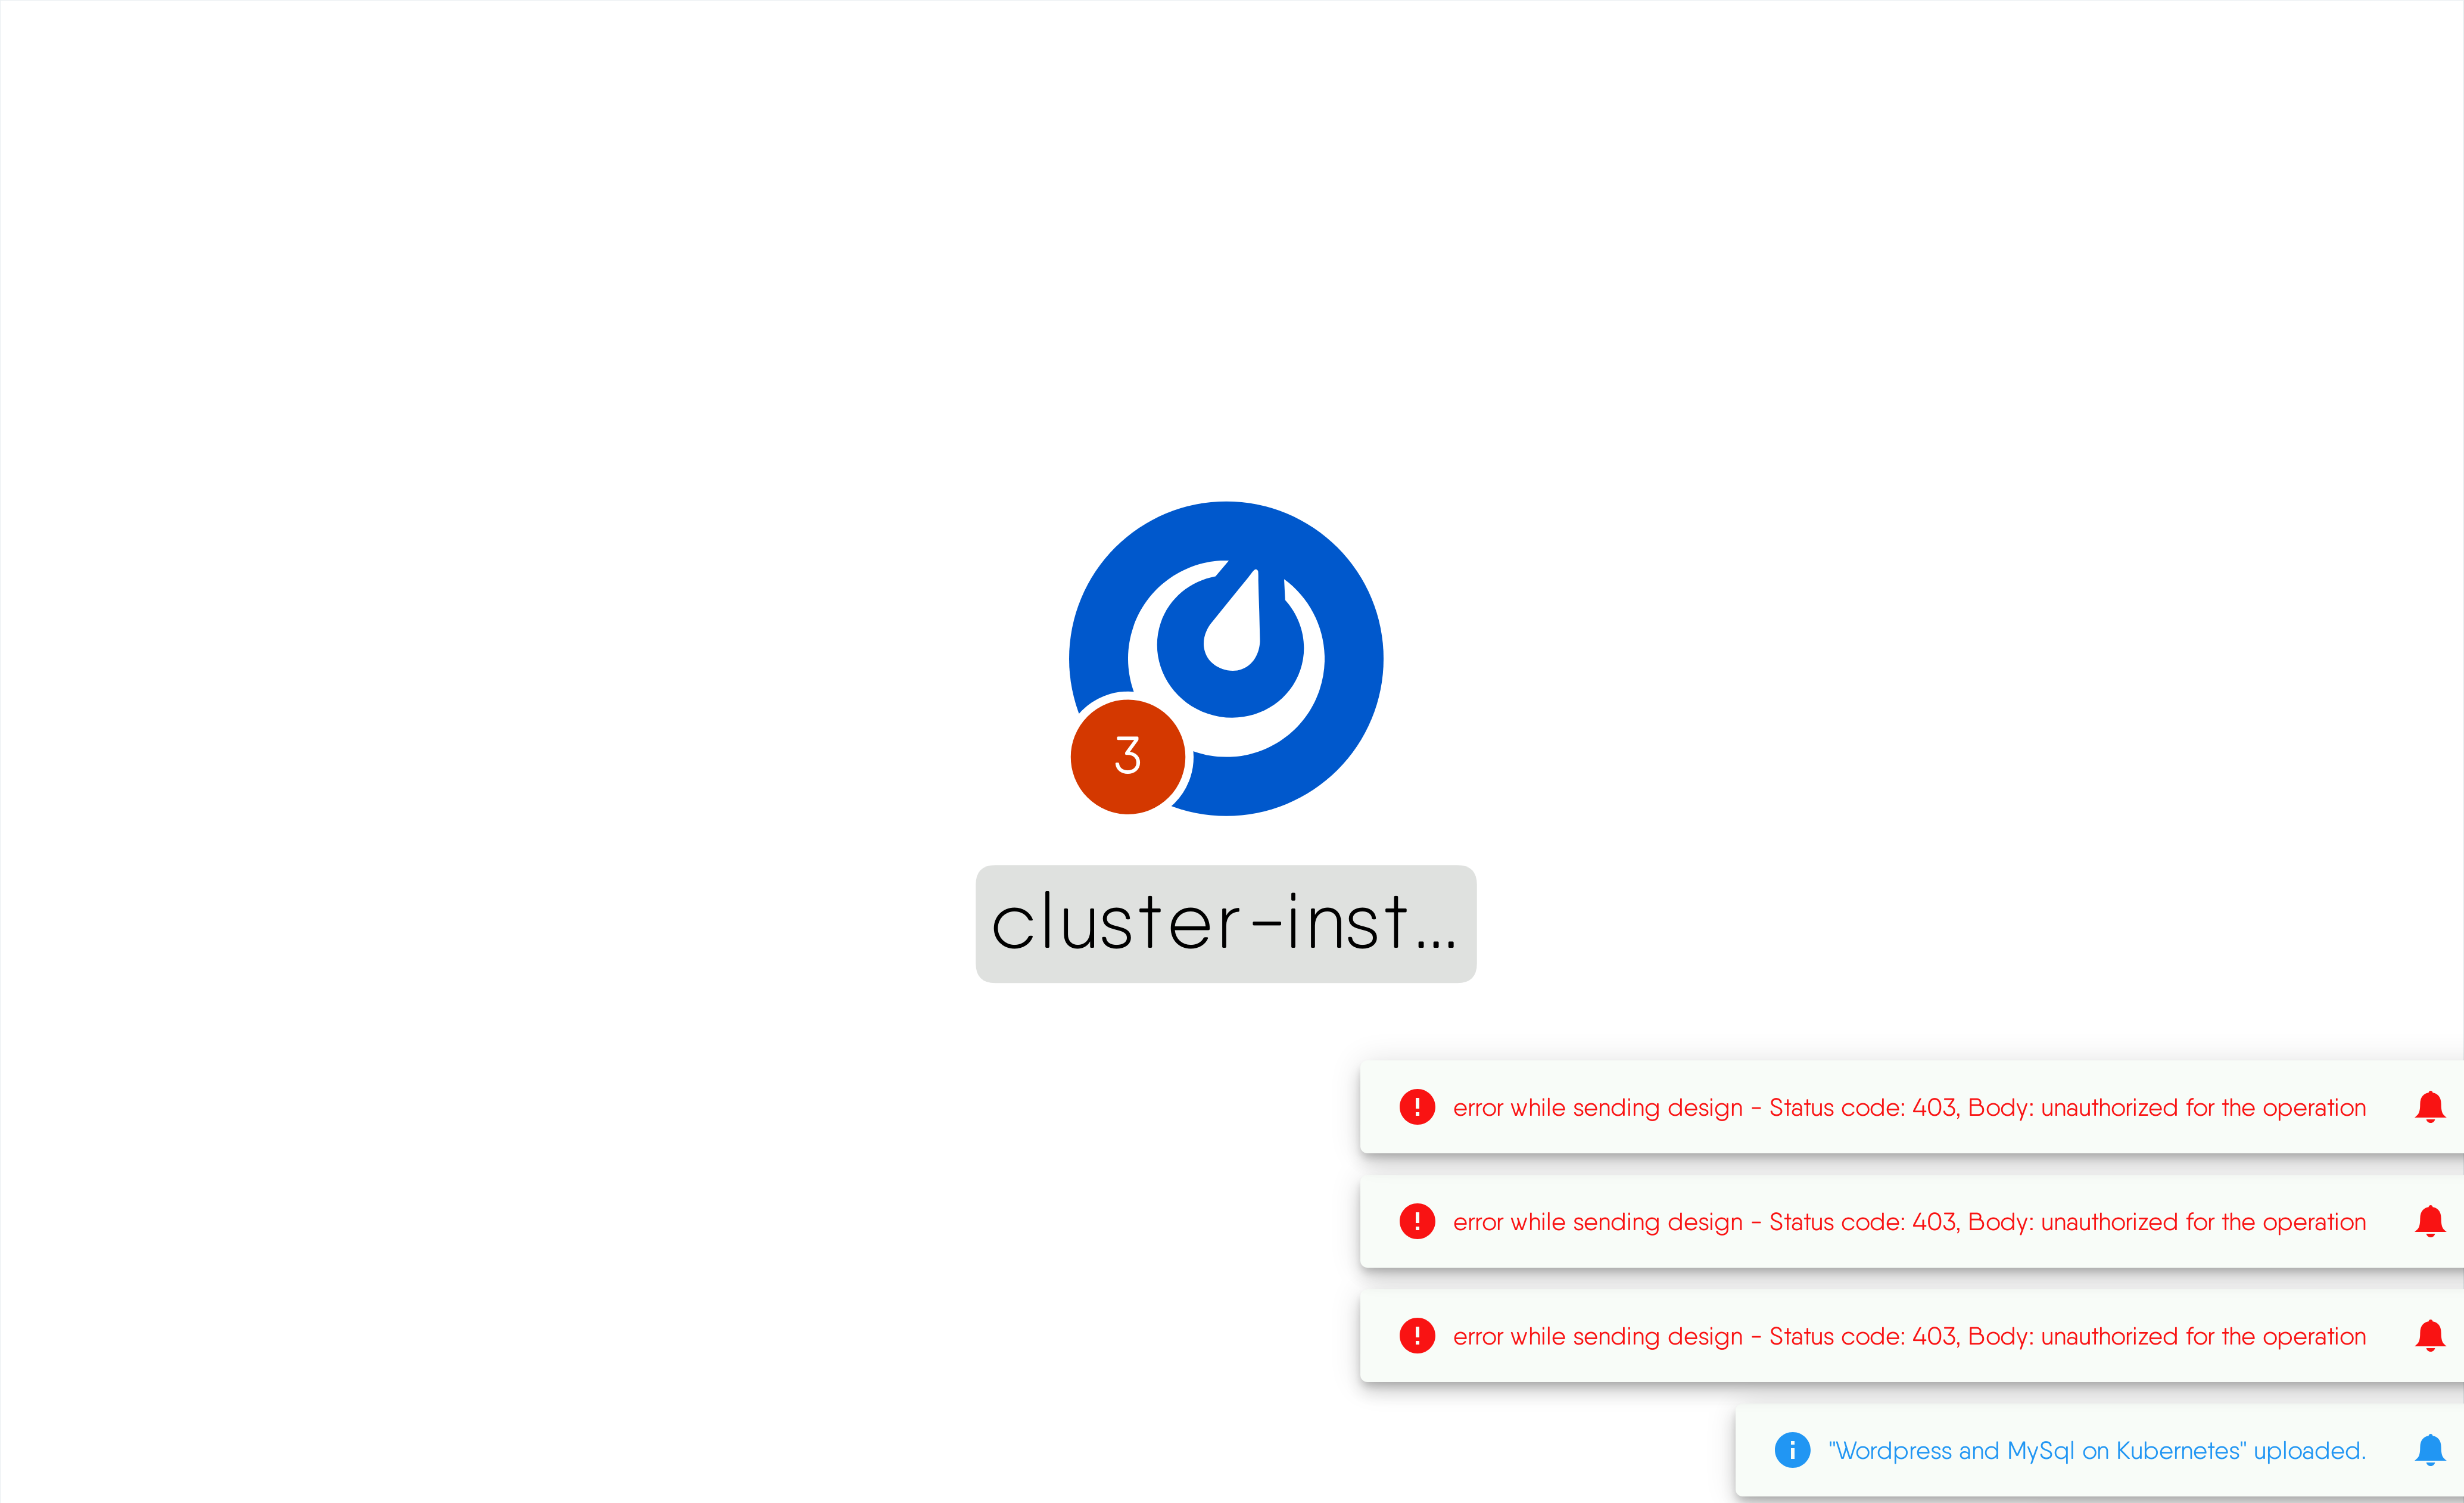 3
cluster-inst...
error while sending design - Status code: 403, Body: unauthorized for the operation
error while sending design - Status code: 403, Body: unauthorized for the operation
error while sending design - Status code: 403, Body: unauthorized for the operation
"Wordpress and MySql on Kubernetes" uploaded.